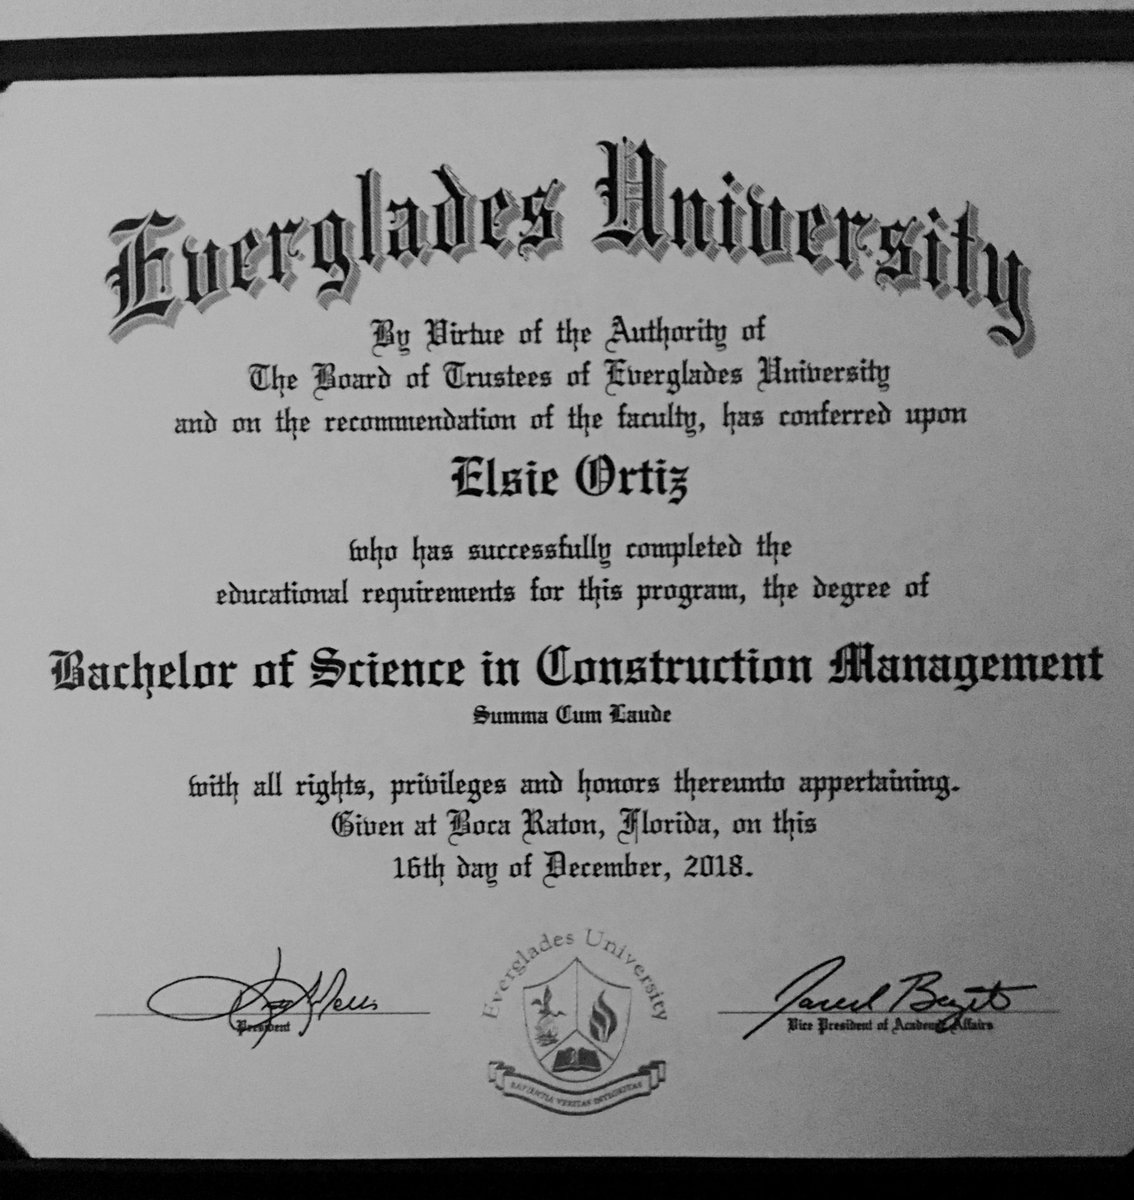 Everglades University
By Virtue of the Authority of
The Board of Trustees of Everglades University
and on the recommendation of the faculty, has conferred upon
Elsie Ortiz
who has successfully completed the
educational requirements for this program, the degree of
Bachelor of Science in Construction Management
Summa Cum Laude
with all rights, privileges and honors thereunto appertaining.
Given at Boca Raton, Florida, on this
16th day of December, 2018.
Everglades University
President
Vice President of Academic Affairs
SAPIENTIA VERITAS INTEGRITAS